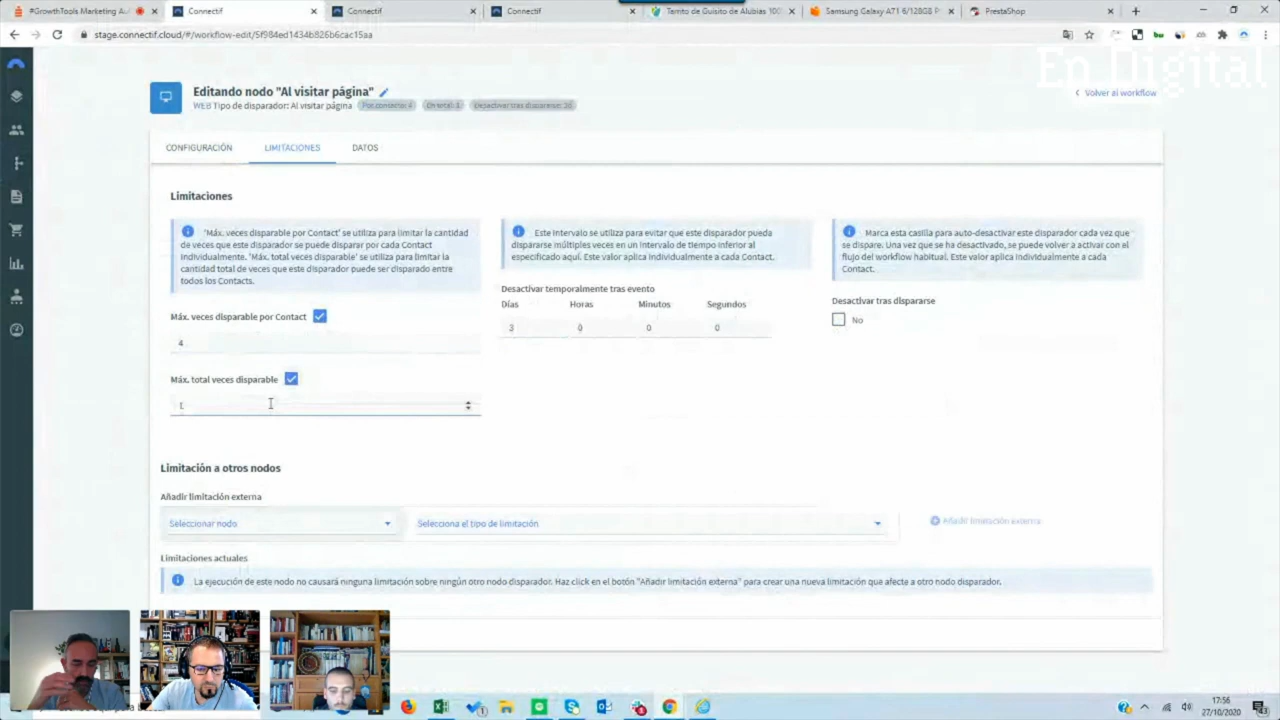 #GrowthTools Marketing Au
Connectif
Connectif
Connectif
Tarrito de Guisito de Alubias 100
Samsung Galaxy A71 6/128GB P
PrestaShop
stage.connectif.cloud/#/workflow-edit/5f984ed1434b826b6cac15aa
En Digital
Editando nodo "Al visitar página"
WEB Tipo de disparador: Al visitar página
Por contacto: 4
En total: 1
Volver al workflow
CONFIGURACIÓN
LIMITACIONES
DATOS
Limitaciones
'Máx. veces disparable por Contact' se utiliza para limitar la cantidad
de veces que este disparador se puede disparar por cada Contact
individualmente. 'Máx. total veces disparable' se utiliza para limitar la
cantidad total de veces que este disparador puede ser disparado entre
todos los Contacts.
Este intervalo se utiliza para evitar que este disparador pueda
dispararse múltiples veces en un intervalo de tiempo inferior al
especificado aquí. Este valor aplica individualmente a cada Contact.
Marca esta casilla para auto-desactivar este disparador cada vez que
se dispare. Una vez que se ha desactivado, se puede volver a activar con el
flujo del workflow habitual. Este valor aplica individualmente a cada
Contact.
Desactivar temporalmente tras evento
Días Horas Minutos Segundos
3 0 0 0
Desactivar tras dispararse
No
Máx. veces disparable por Contact
4
Máx. total veces disparable
1
Limitación a otros nodos
Añadir limitación externa
Seleccionar nodo
Selecciona el tipo de limitación
Añadir limitación externa
Limitaciones actuales
La ejecución de este nodo no causará ninguna limitación sobre ningún otro nodo disparador. Haz click en el botón "Añadir limitación externa" para crear una nueva limitación que afecte a otro nodo disparador.
17:56
27/10/2020